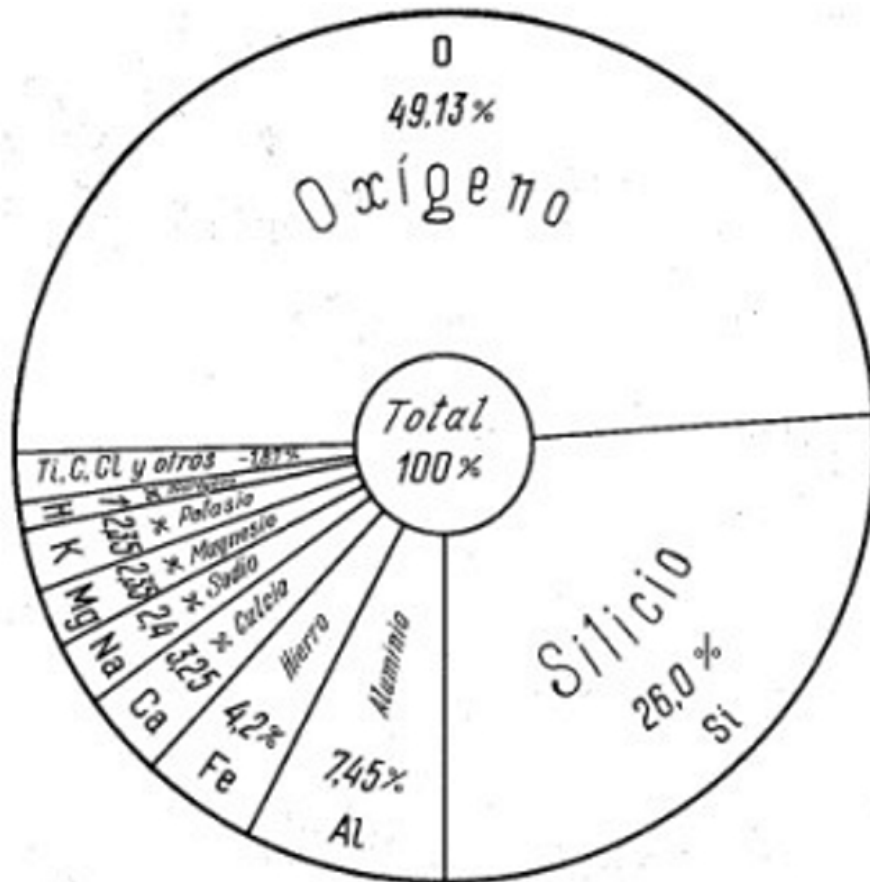 O
49,13%
Oxígeno
Total
100%
Ti, C, Cl y otros -1,87%
H 1 %
K 2,35 % Potasio
Mg 2,35 % Magnesio
Na 2,4 % Sodio
Ca 3,25 % Calcio
Hierro
4,2%
Fe
Aluminio
7,45%
Al
Silicio
26,0%
Si